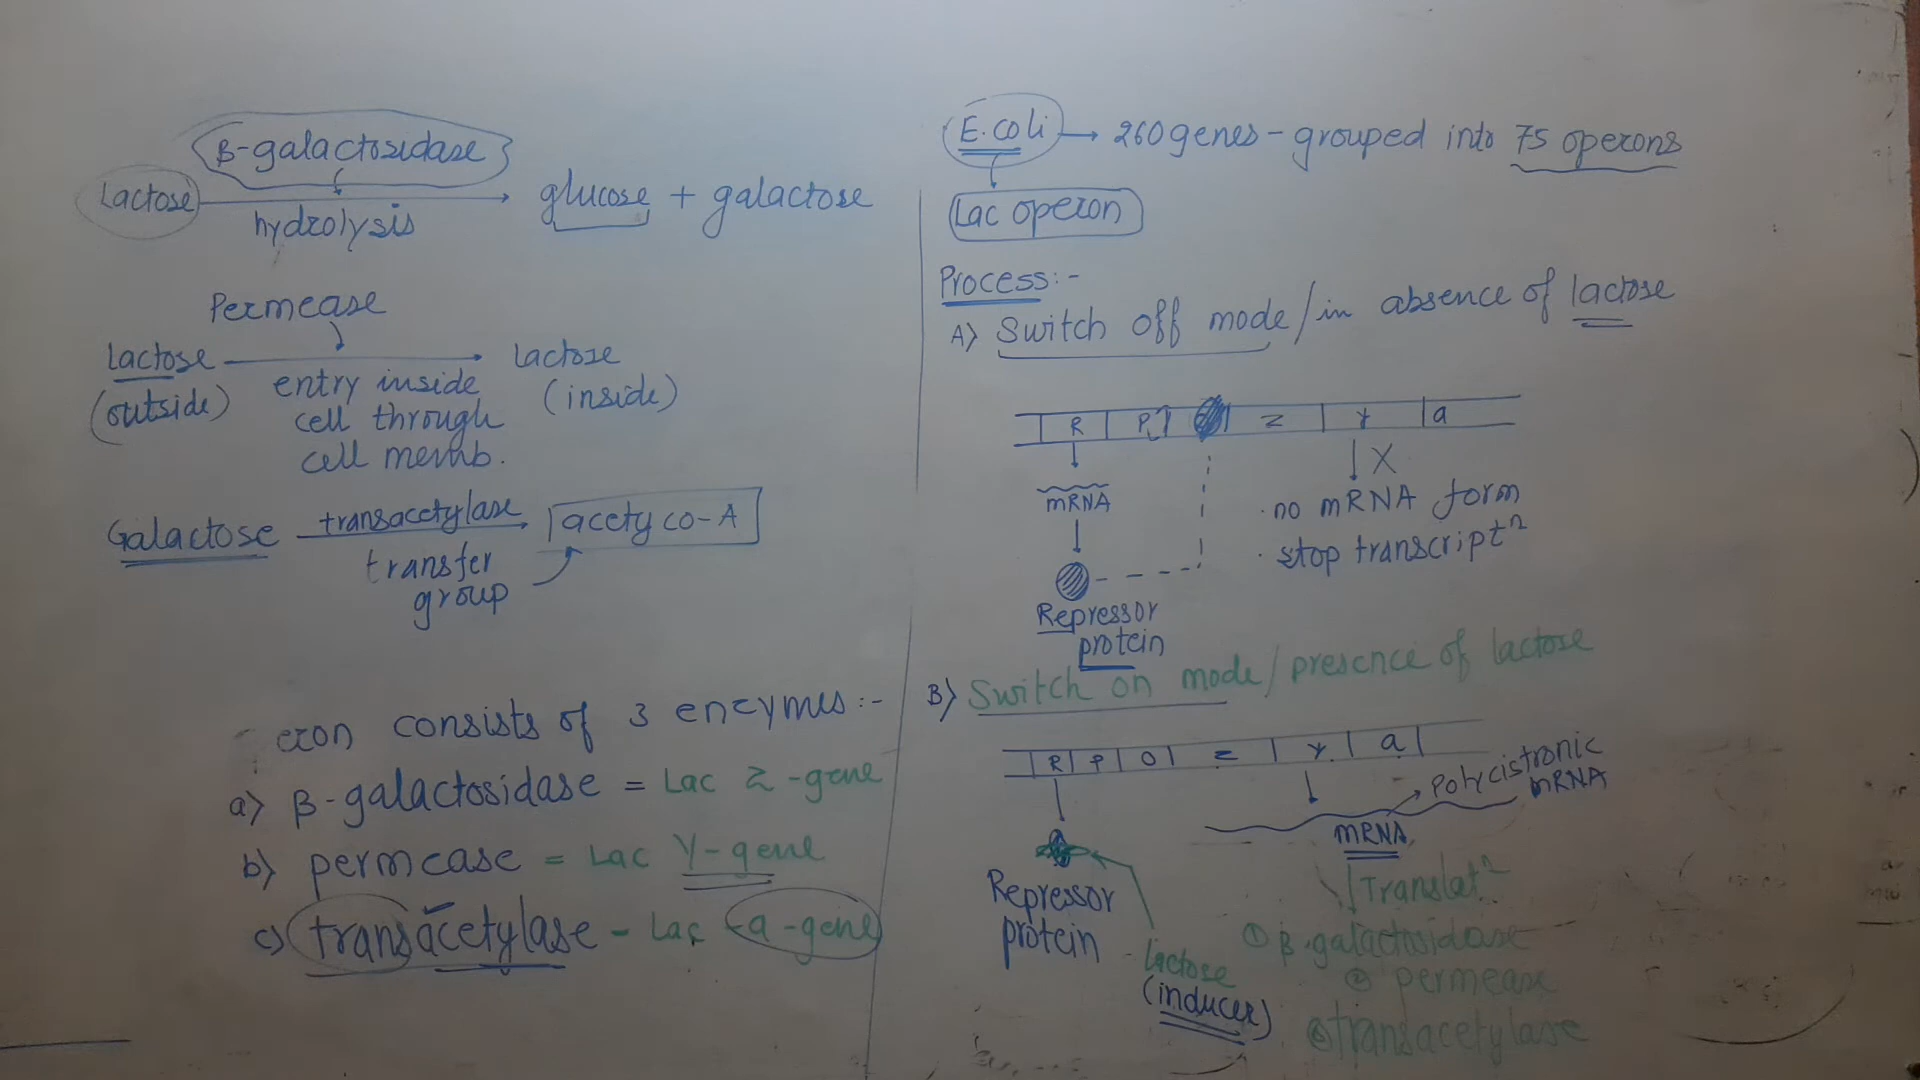 β-galactosidase
Lactose
hydrolysis
glucose + galactose
Permease
Lactose
(outside)
entry inside
cell through
cell memb.
Lactose
(inside)
Galactose
transacetylase
transfer
group
acety co-A
eron consists of 3 enzymes:-
a) β-galactosidase = Lac Z-gene
b) permease = Lac Y-gene
c) transacetylase - Lac -a-gene
E.coli → 260 genes - grouped into 75 operons
Lac operon
Process:-
A) Switch off mode/in absence of lactose
R P z y a
X
mRNA
Repressor
protein
. no mRNA form
. stop transcriptⁿ
B) Switch on mode/presence of lactose
R P O z y a
Polycistronic
mRNA
mRNA
Translatⁿ
Repressor
protein
lactose
(inducer)
① β-galactosidase
② permease
③ transacetylase